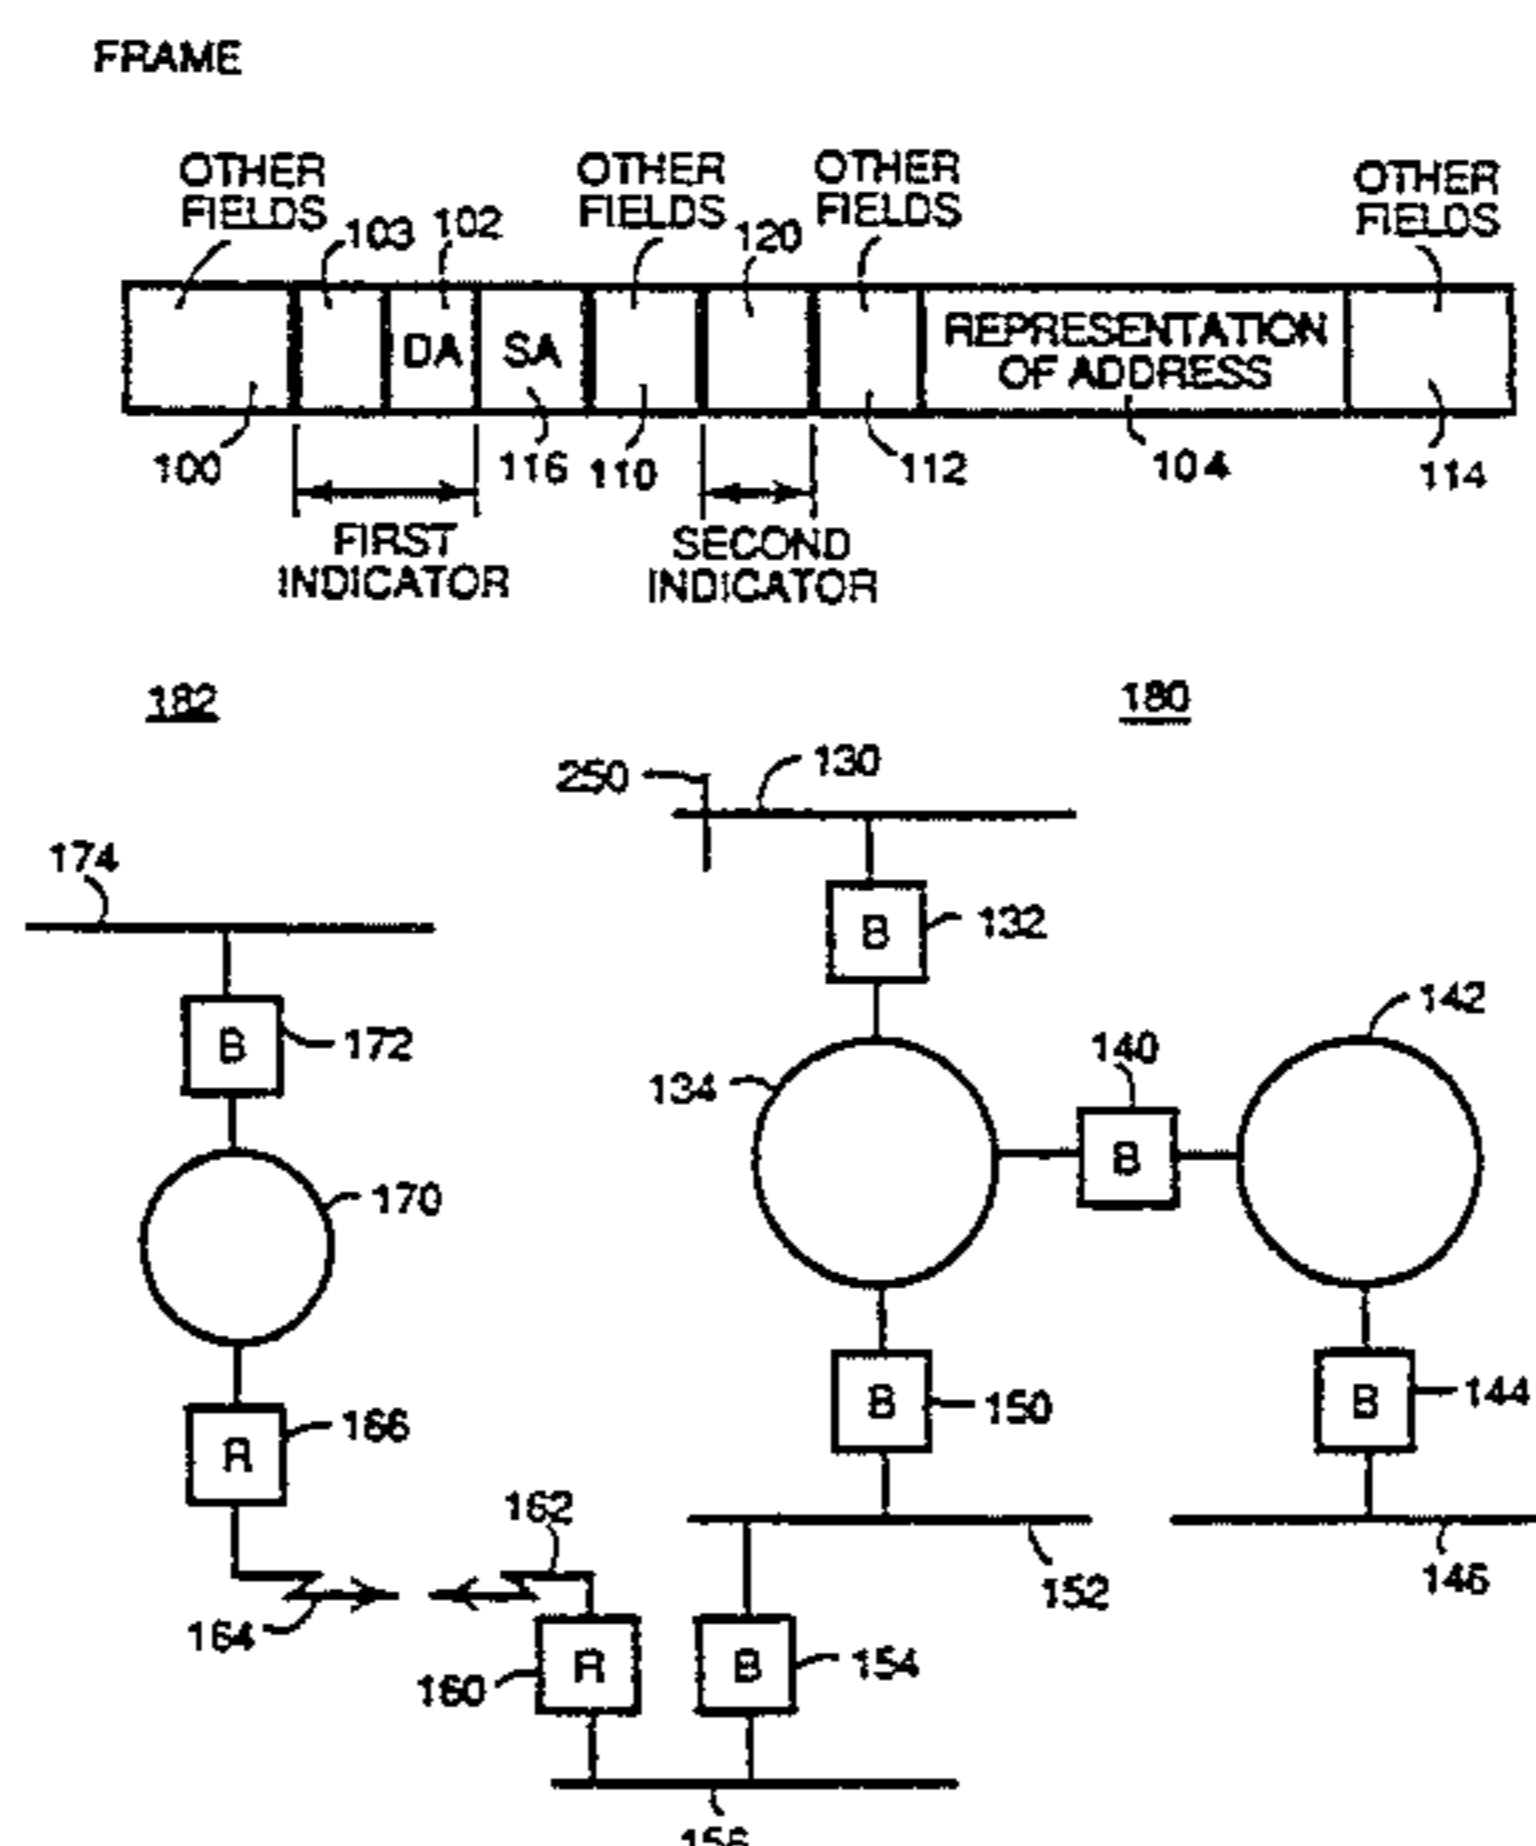 FRAME
OTHER FIELDS
OTHER FIELDS
OTHER FIELDS
OTHER FIELDS
103
102
120
DA
SA
REPRESENTATION
OF ADDRESS
100
116
110
112
104
114
FIRST
INDICATOR
SECOND
INDICATOR
182
180
250
130
174
B
132
B
172
142
140
134
B
170
B
150
B
144
R
166
162
152
146
164
160
R
B
154
156